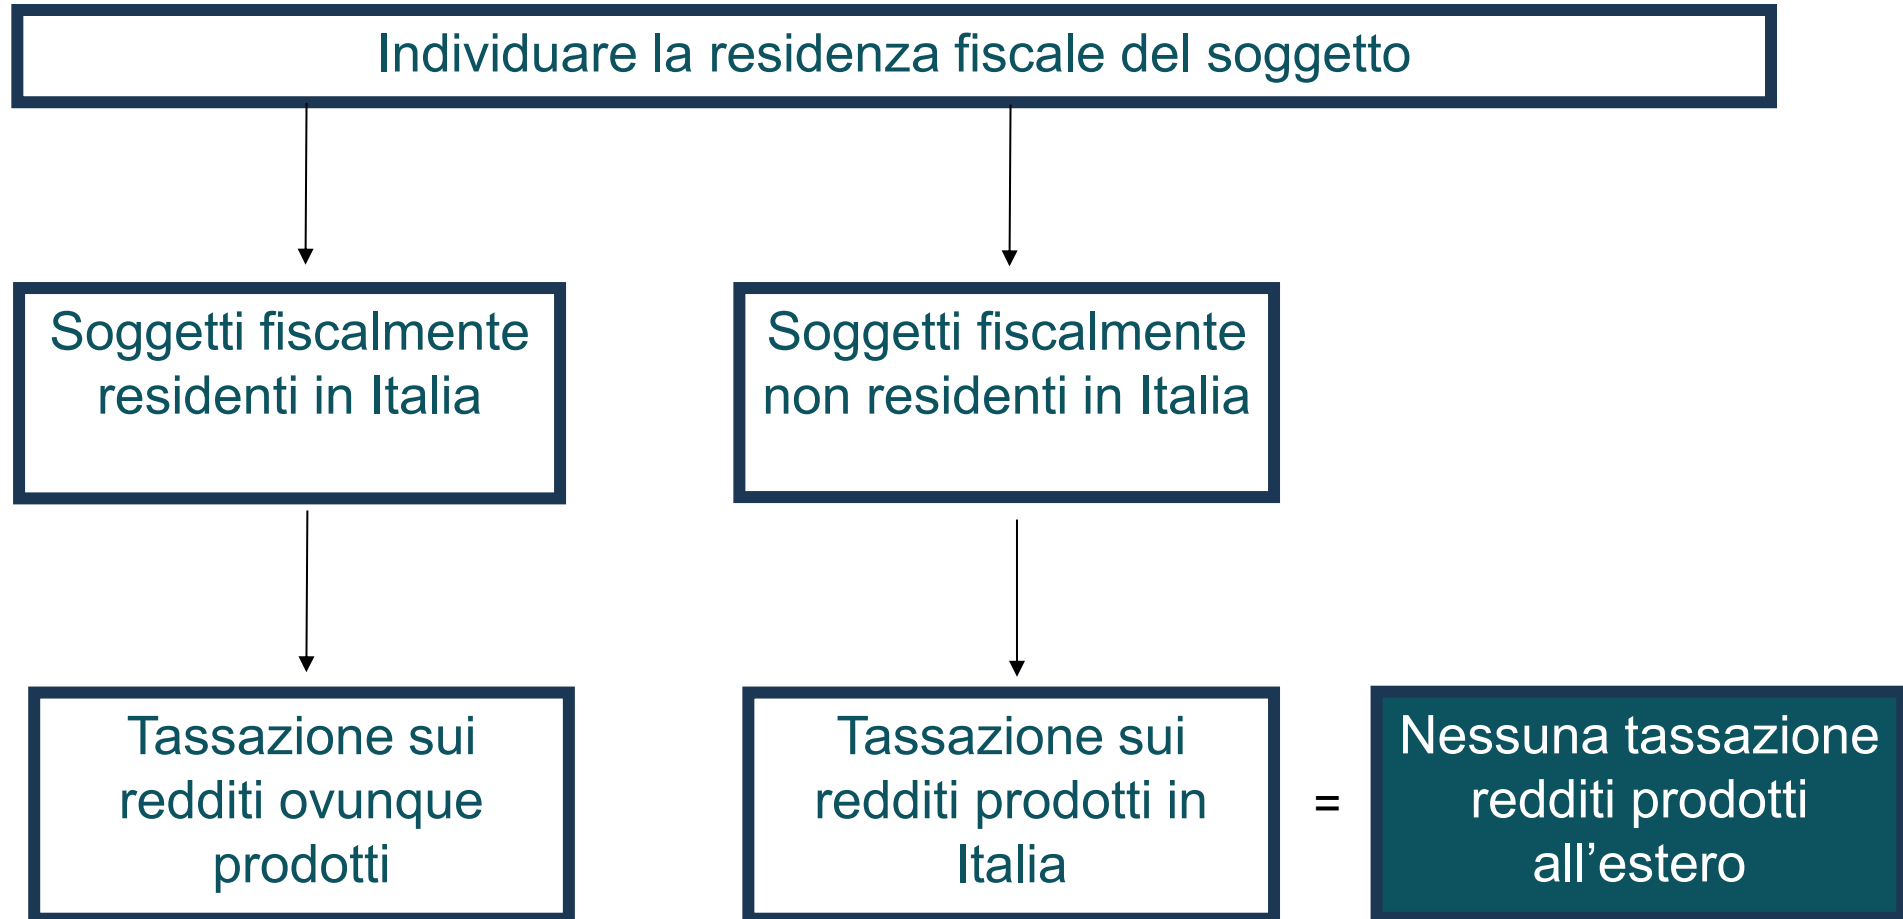 Individuare la residenza fiscale del soggetto
Soggetti fiscalmente
residenti in Italia
Soggetti fiscalmente
non residenti in Italia
Tassazione sui
redditi ovunque
prodotti
Tassazione sui
redditi prodotti in
Italia
=
Nessuna tassazione
redditi prodotti
all’estero